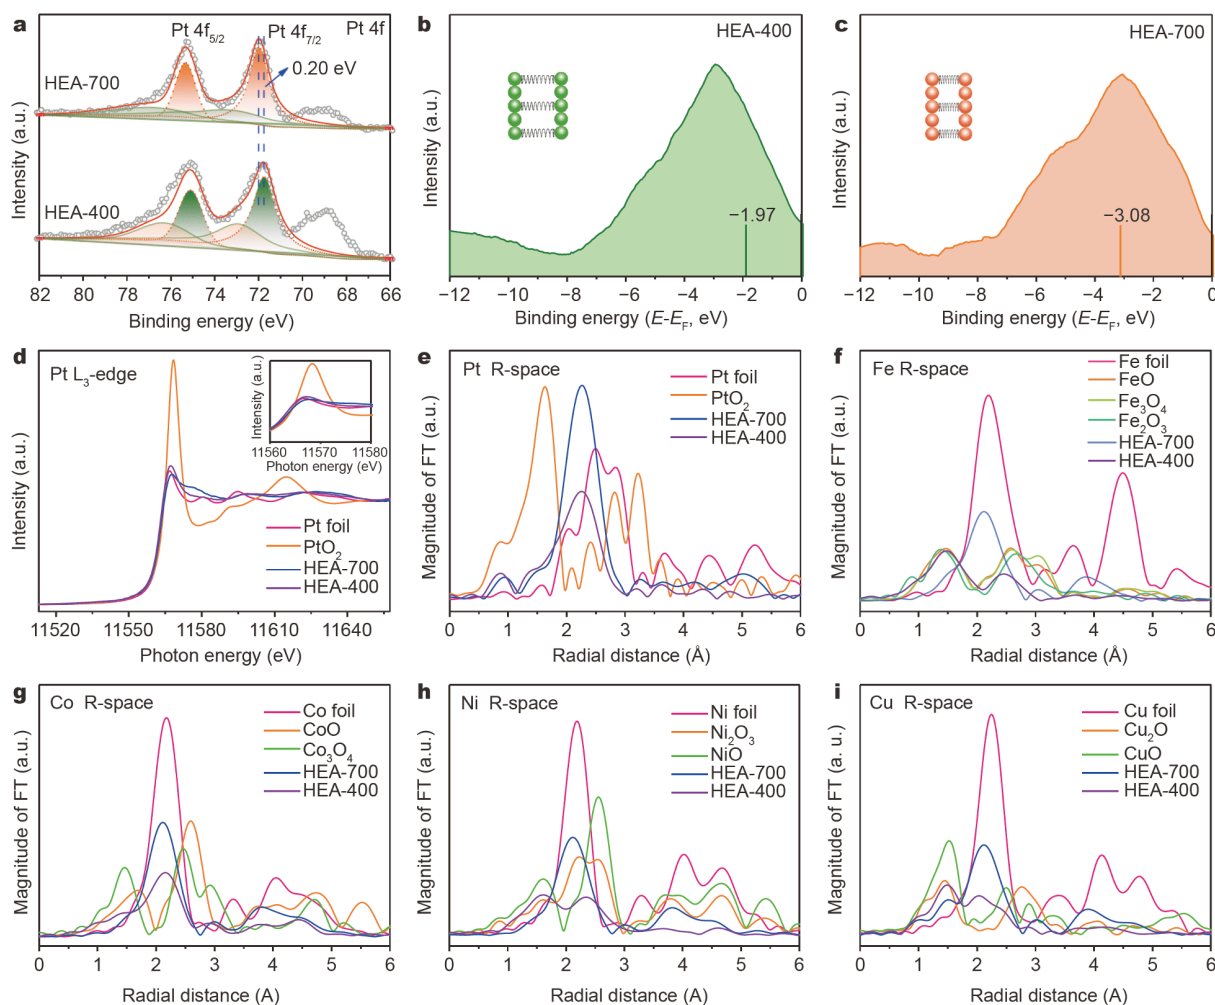 a
Pt 4f5/2
Pt 4f7/2
Pt 4f
HEA-700
0.20 eV
HEA-400
Intensity (a.u.)
82 80 78 76 74 72 70 68 66
Binding energy (eV)
b
HEA-400
−1.97
Intensity (a.u.)
−12 −10 −8 −6 −4 −2 0
Binding energy (E-EF, eV)
c
HEA-700
−3.08
Intensity (a.u.)
−12 −10 −8 −6 −4 −2 0
Binding energy (E-EF, eV)
d
Pt L3-edge
Intensity (a.u.)
11560 11570 11580
Photon energy (eV)
Pt foil
PtO2
HEA-700
HEA-400
Intensity (a.u.)
11520 11550 11580 11610 11640
Photon energy (eV)
e
Pt R-space
Pt foil
PtO2
HEA-700
HEA-400
Magnitude of FT (a.u.)
0 1 2 3 4 5 6
Radial distance (Å)
f
Fe R-space
Fe foil
FeO
Fe3O4
Fe2O3
HEA-700
HEA-400
Magnitude of FT (a.u.)
0 1 2 3 4 5 6
Radial distance (Å)
g
Co R-space
Co foil
CoO
Co3O4
HEA-700
HEA-400
Magnitude of FT (a.u.)
0 1 2 3 4 5 6
Radial distance (A)
h
Ni R-space
Ni foil
Ni2O3
NiO
HEA-700
HEA-400
Magnitude of FT (a.u.)
0 1 2 3 4 5 6
Radial distance (A)
i
Cu R-space
Cu foil
Cu2O
CuO
HEA-700
HEA-400
Magnitude of FT (a.u.)
0 1 2 3 4 5 6
Radial distance (A)